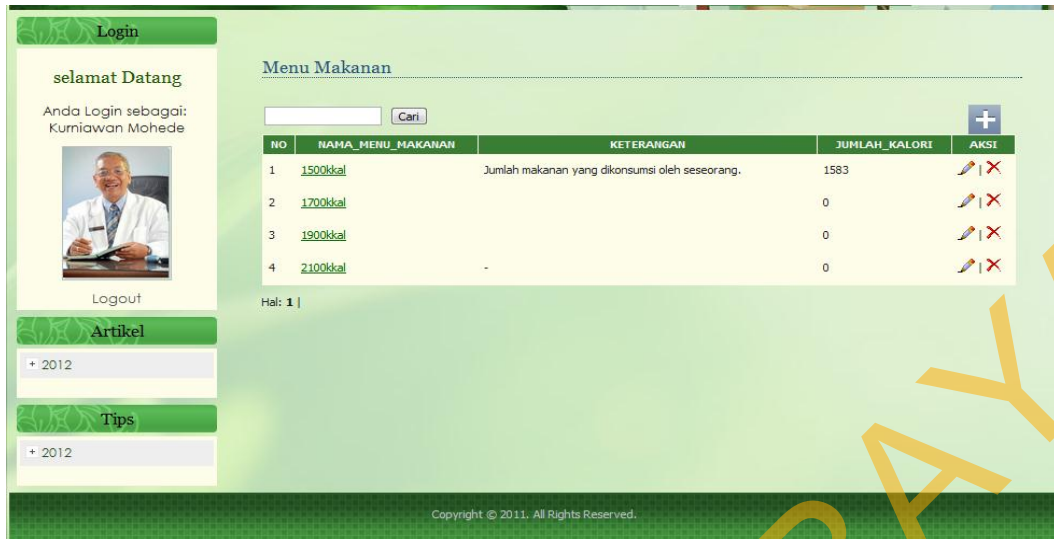 Login
selamat Datang
Anda Login sebagai:
Kurniawan Mohede
Logout
Artikel
+ 2012
Tips
+ 2012
Menu Makanan
Cari
NO NAMA_MENU_MAKANAN KETERANGAN JUMLAH_KALORI AKSI
1 1500kkal Jumlah makanan yang dikonsumsi oleh seseorang. 1583 |
2 1700kkal 0 |
3 1900kkal 0 |
4 2100kkal - 0 |
Hal: 1 |
Copyright © 2011. All Rights Reserved.